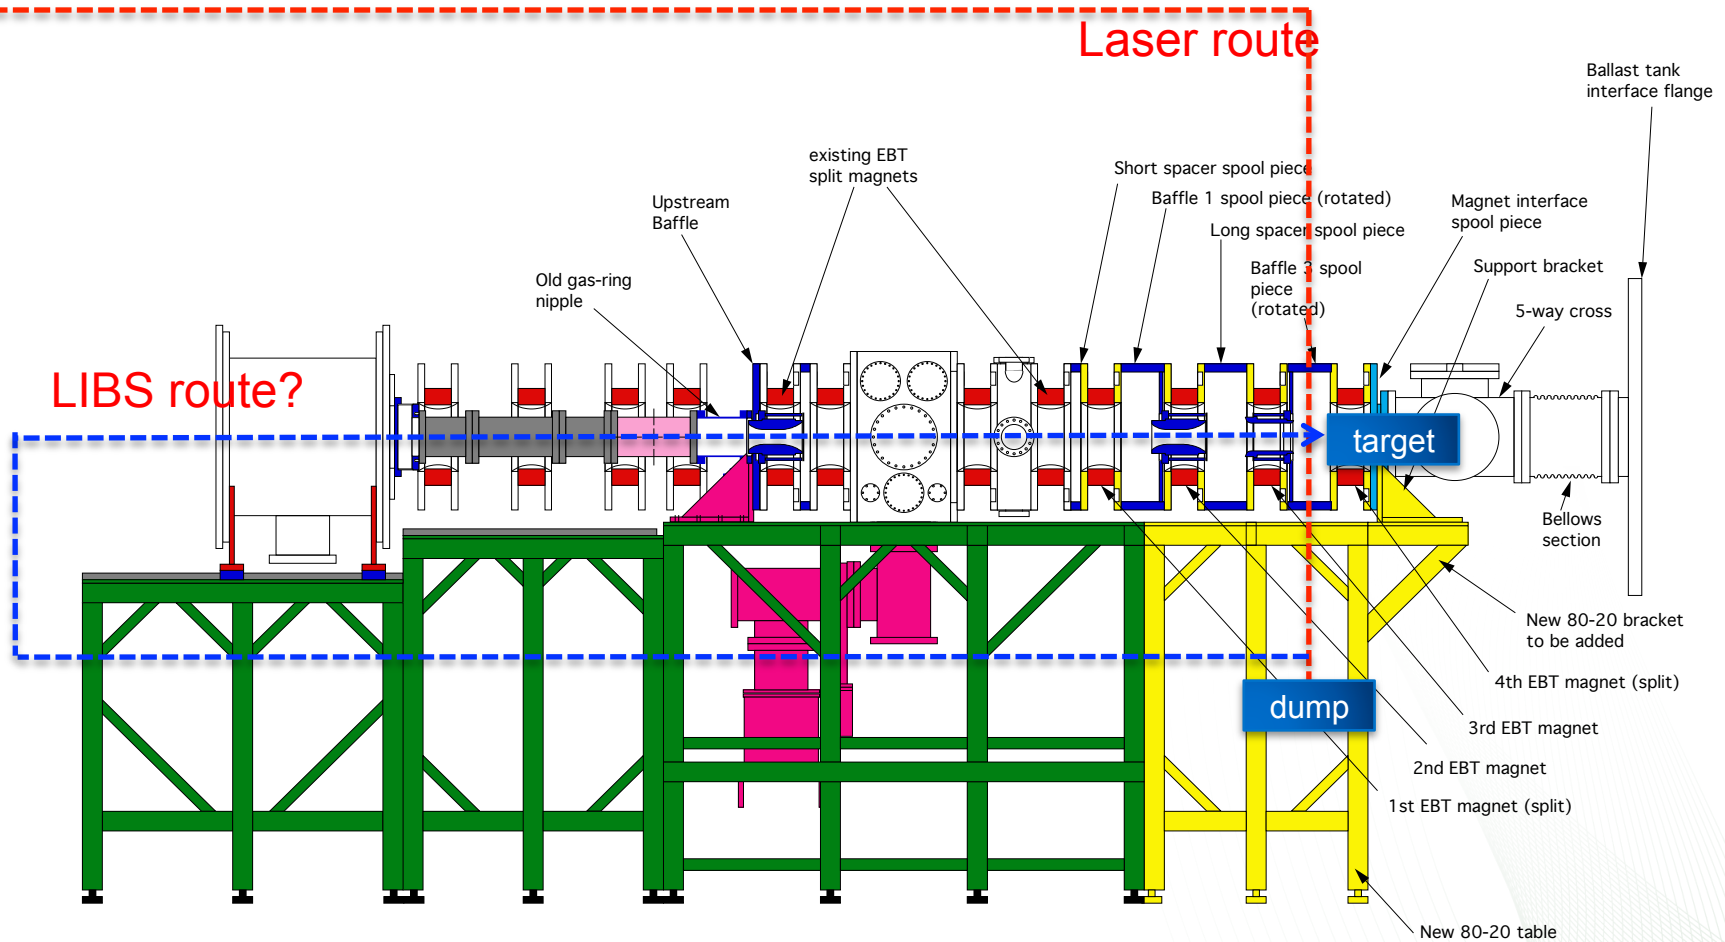 Laser route
Ballast tank
interface flange
existing EBT
split magnets
Short spacer spool piece
Upstream
Baffle
Baffle 1 spool piece (rotated)
Magnet interface
spool piece
Long spacer spool piece
Old gas-ring
nipple
Baffle 3 spool
piece
(rotated)
Support bracket
5-way cross
LIBS route?
target
Bellows
section
New 80-20 bracket
to be added
4th EBT magnet (split)
dump
3rd EBT magnet
2nd EBT magnet
1st EBT magnet (split)
New 80-20 table